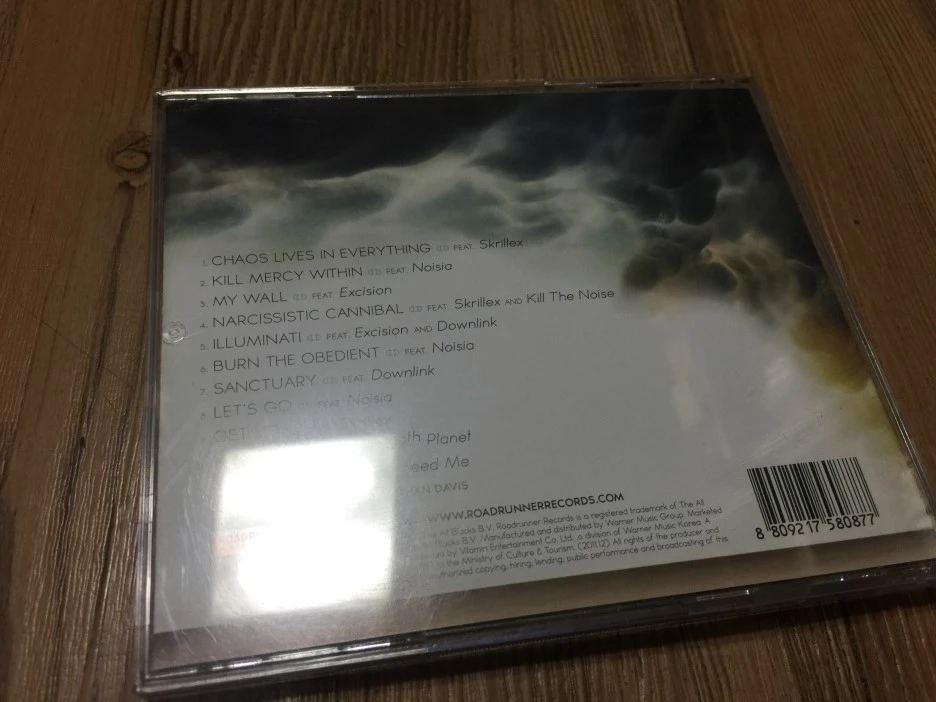 1. CHAOS LIVES IN EVERYTHING FEAT. Skrillex
2. KILL MERCY WITHIN FEAT. Noisia
3. MY WALL FEAT. Excision
4. NARCISSISTIC CANNIBAL FEAT. Skrillex AND Kill The Noise
5. ILLUMINATI FEAT. Excision AND Downlink
6. BURN THE OBEDIENT FEAT. Noisia
7. SANCTUARY FEAT. Downlink
8. LET'S GO FEAT. Noisia
GET
Planet
Me
DAVIS
WWW.ROADRUNNERRECORDS.COM
B.V. Roadrunner Records is a registered trademark of The All
Blacks B.V. Manufactured and distributed by Warner Music Group. Marketed
by Vitamin Entertainment Co. Ltd., a division of Warner Music Korea. A
to the Ministry of Culture & Tourism. (2011.12) All rights of the producer and
copying, hiring, lending, public performance and broadcasting of this
8 809217 580877